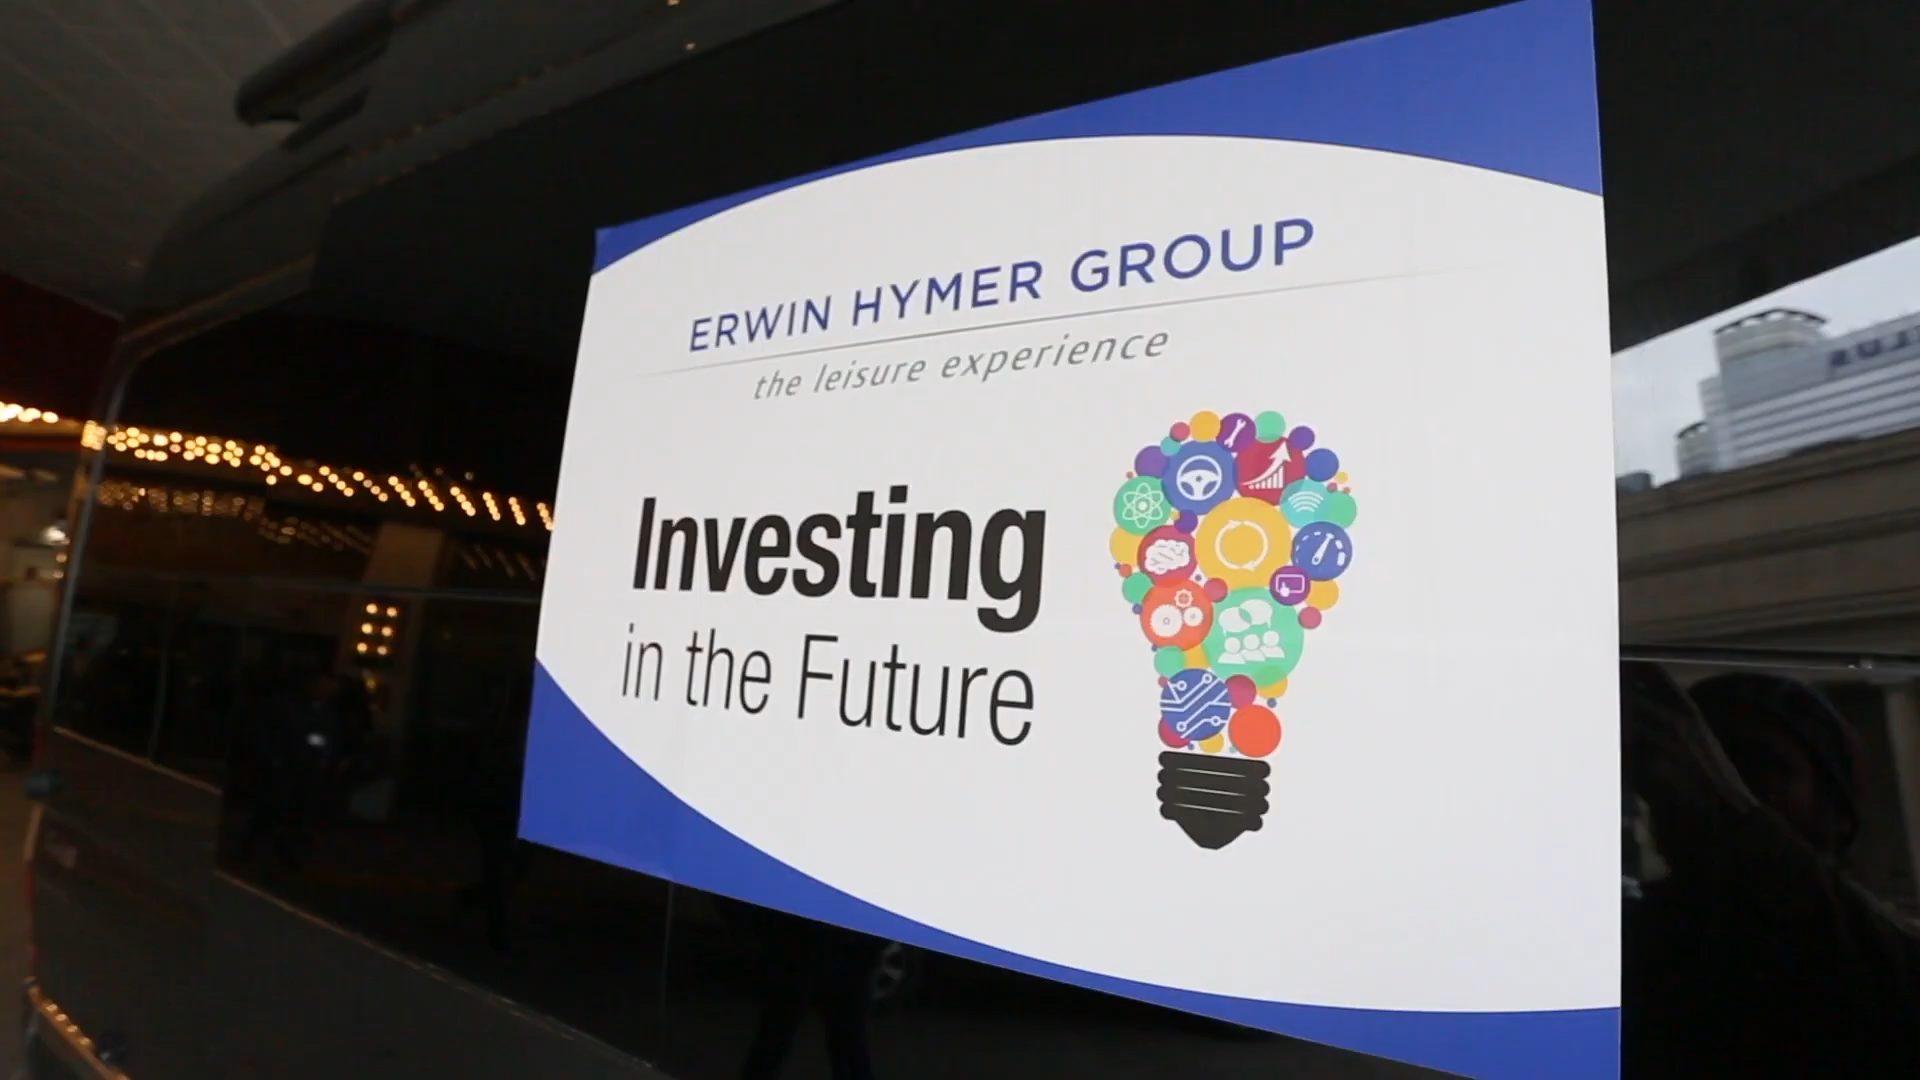 ERWIN HYMER GROUP
the leisure experience
Investing
in the Future